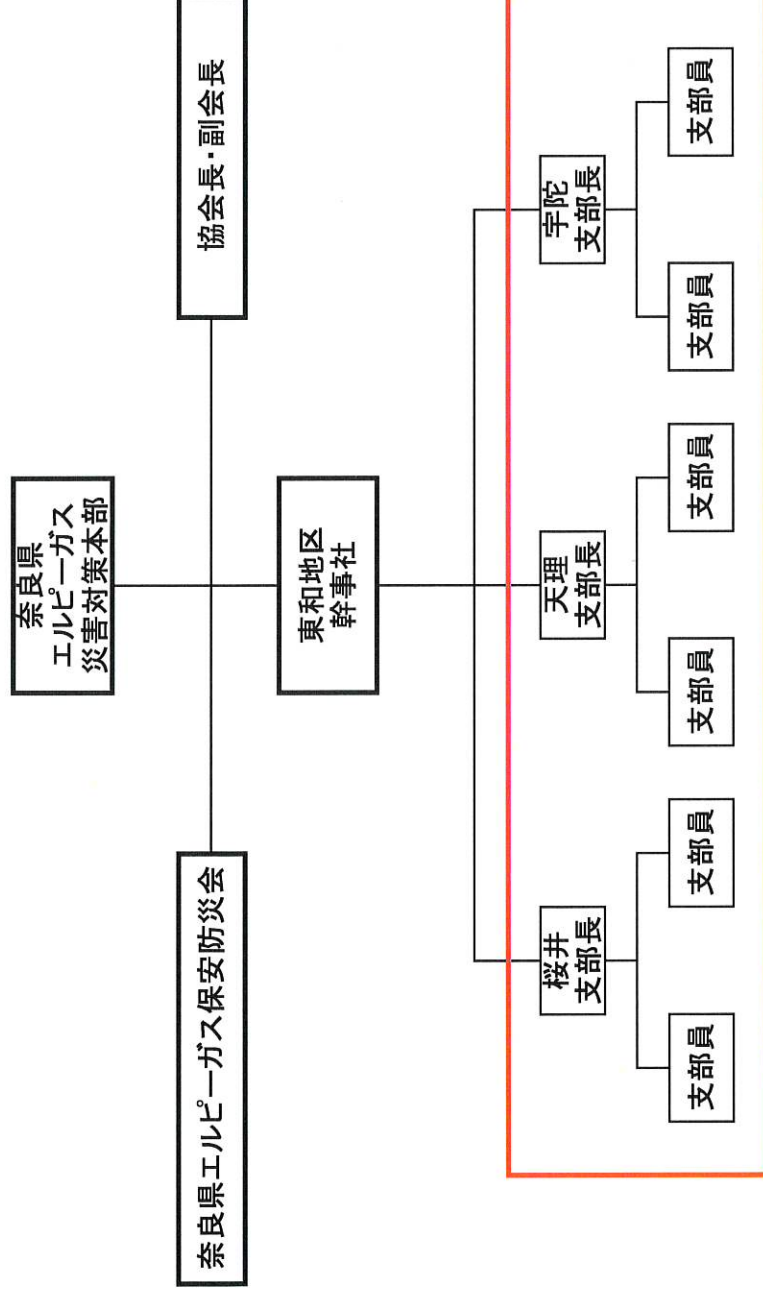 奈良県
エルピーガス
災害対策本部
奈良県エルピーガス保安防災会
協会長・副会長
東和地区
幹事社
桜井
支部長
天理
支部長
宇陀
支部長
支部員
支部員
支部員
支部員
支部員
支部員